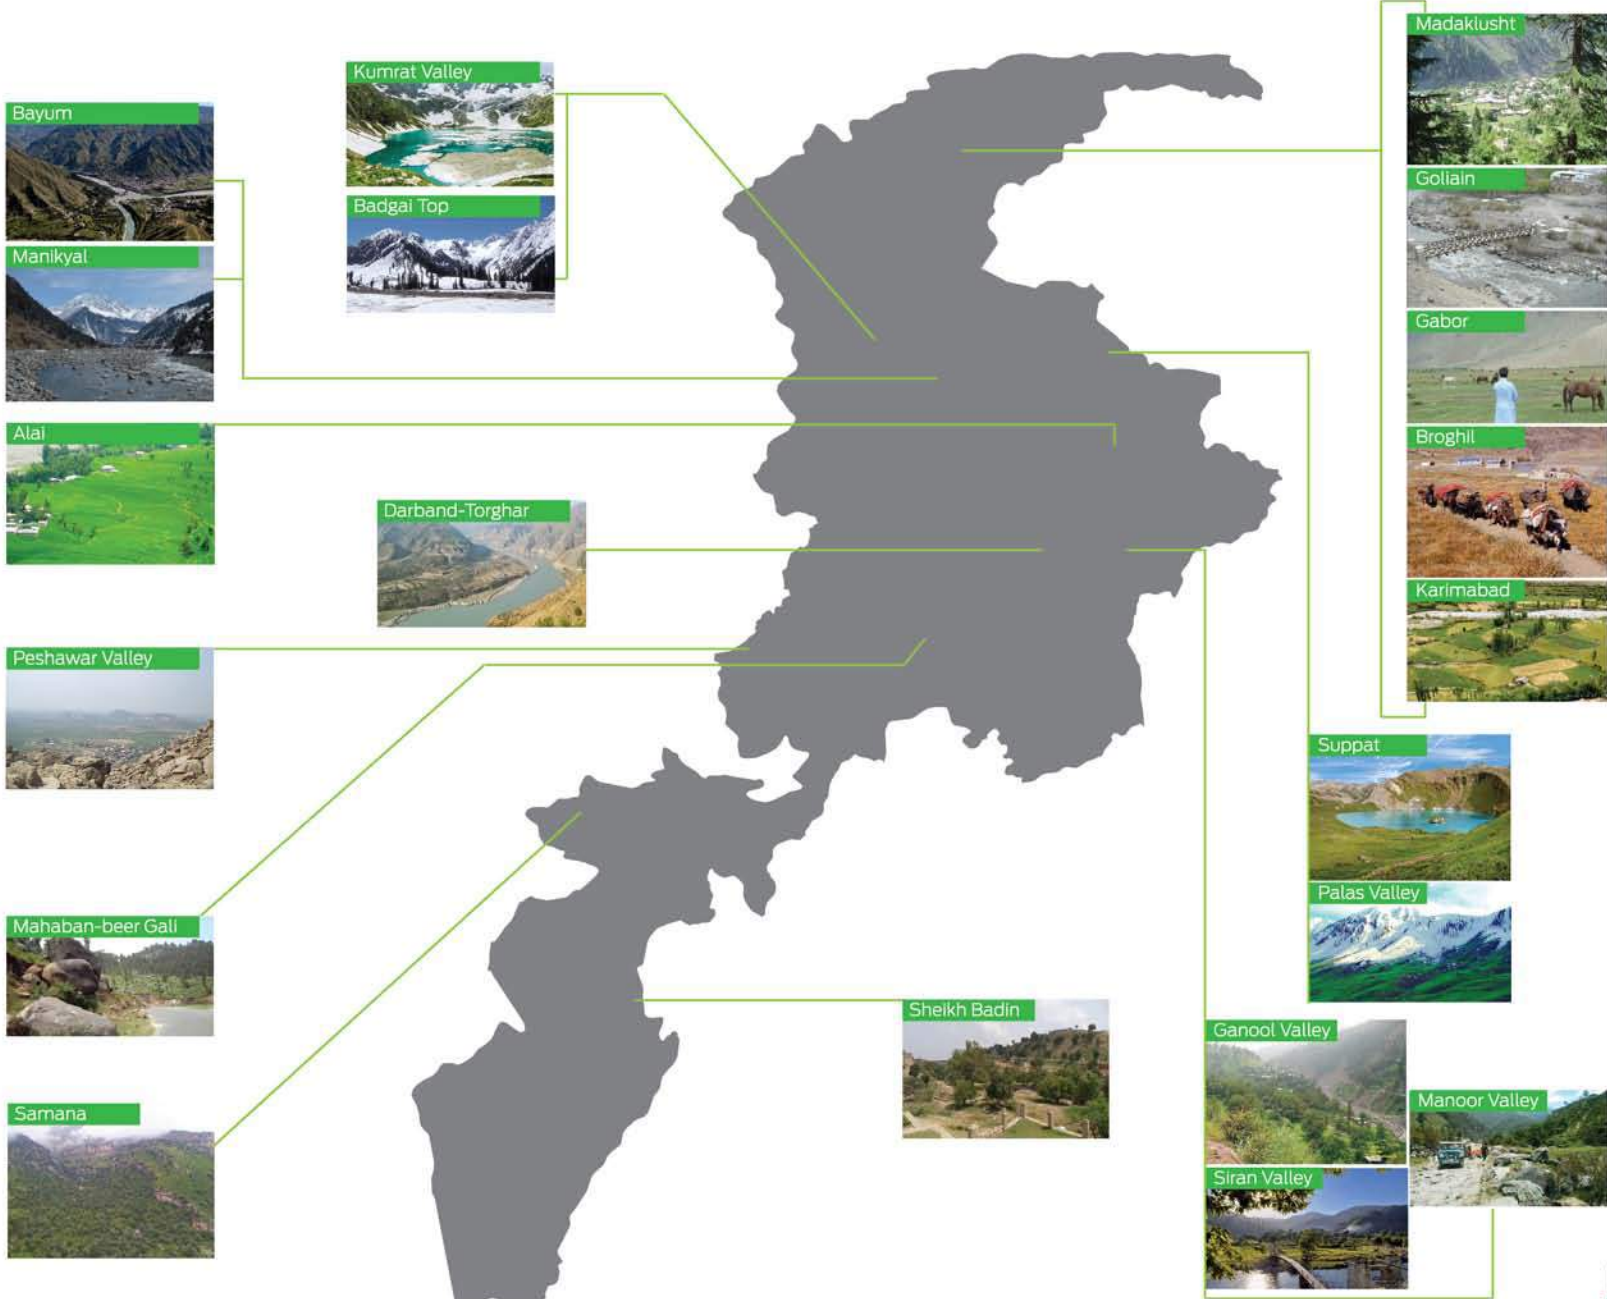 Bayum
Manikyal
Alai
Peshawar Valley
Mahaban-beer Gali
Samana
Kumrat Valley
Badgai Top
Darband-Torghar
Sheikh Badin
Madaklusht
Goliain
Gabor
Broghil
Karimabad
Suppat
Palas Valley
Ganool Valley
Siran Valley
Manoor Valley